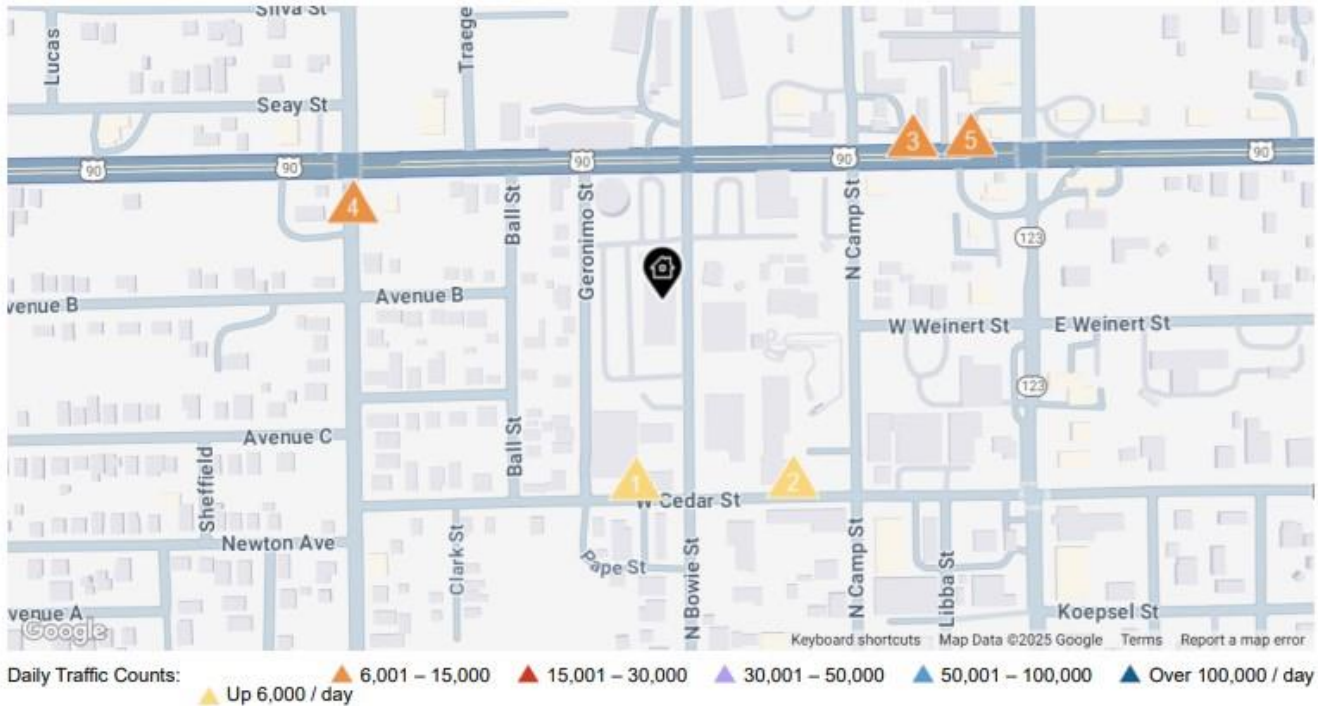 Silva St
Lucas
Traege
Seay St
90
90
90
90
90
3
5
4
Ball St
Geronimo St
N Camp St
123
venue B
Avenue B
W Weinert St
E Weinert St
123
Avenue C
Ball St
Sheffield
1
2
W Cedar St
Newton Ave
Clark St
Pape St
N Bowie St
N Camp St
Libba St
venue A
Koepsel St
Google
Keyboard shortcuts Map Data ©2025 Google Terms Report a map error
Daily Traffic Counts:
Up 6,000 / day
6,001 – 15,000
15,001 – 30,000
30,001 – 50,000
50,001 – 100,000
Over 100,000 / day